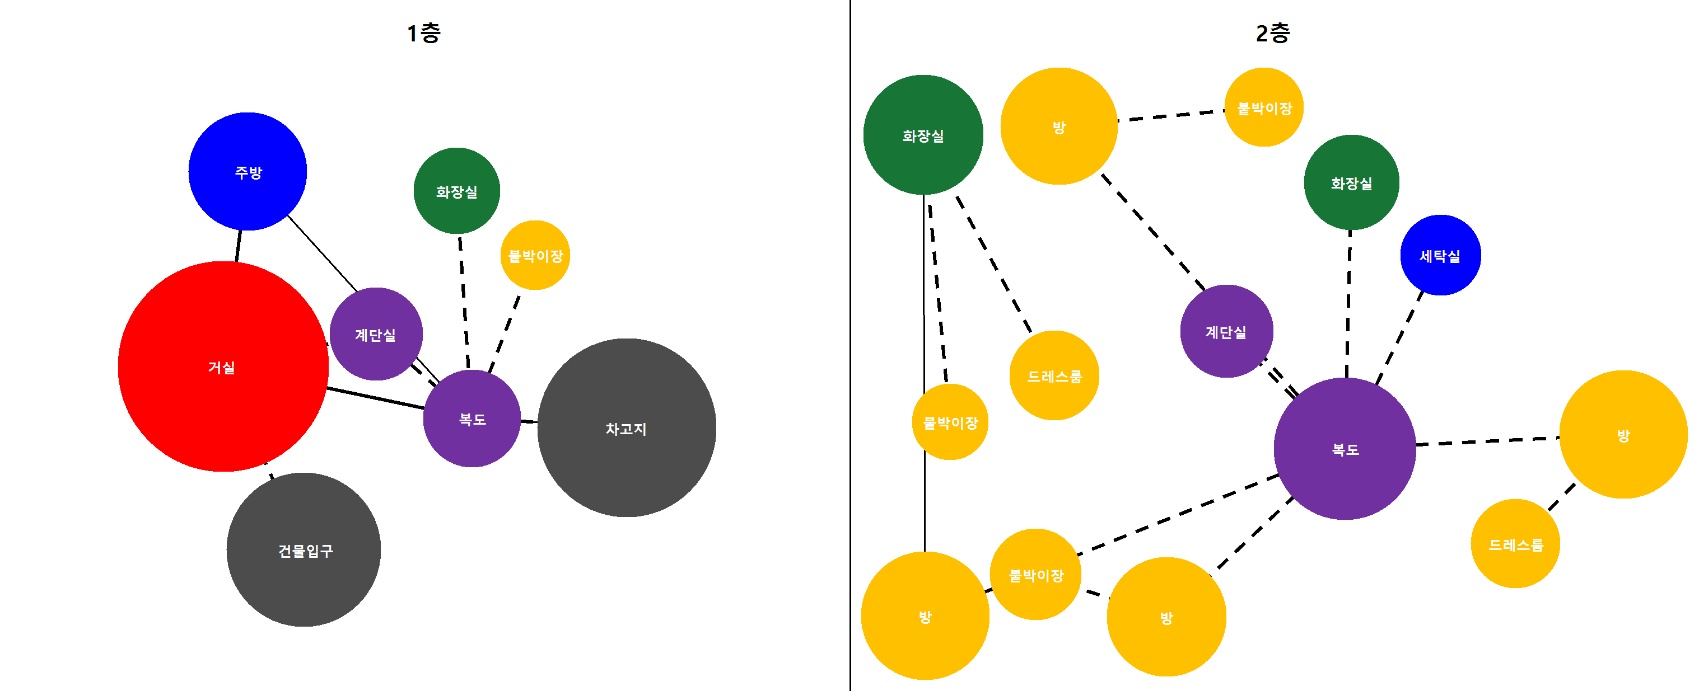 1층
주방
화장실
붙박이장
계단실
거실
복도
차고지
건물입구
2층
화장실
방
붙박이장
화장실
세탁실
계단실
드레스룸
붙박이장
복도
방
드레스룸
붙박이장
방
방